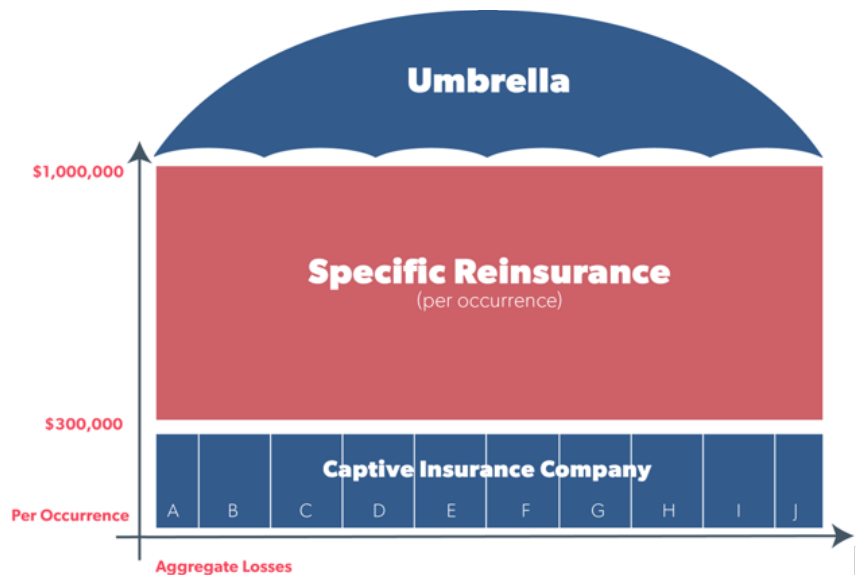 Umbrella
$1,000,000
Specific Reinsurance
(per occurrence)
$300,000
Captive Insurance Company
Per Occurrence
A B C D E F G H I J
Aggregate Losses